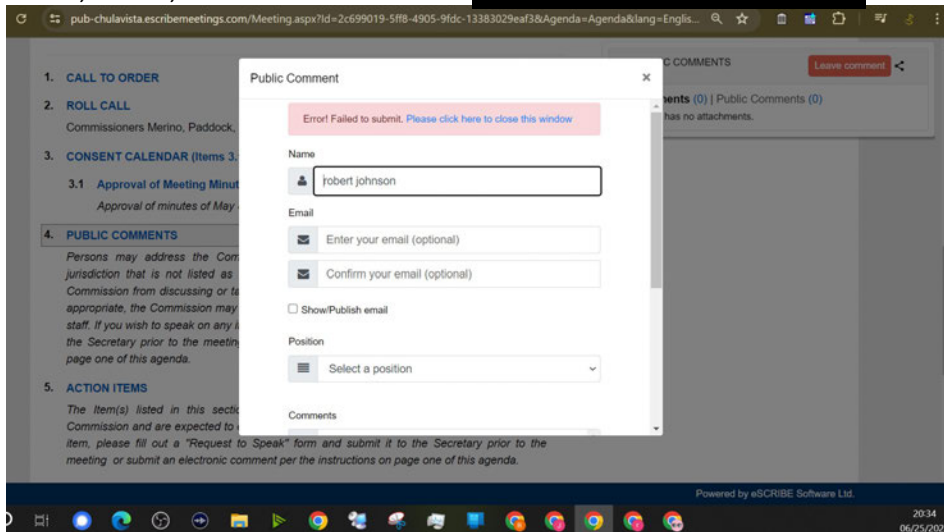 pub-chulavista.escribemeetings.com/Meeting.aspx?Id=2c699019-5ff8-4905-9fdc-13383029eaf3&Agenda=Agenda&lang=Englis...
Public Comment
C COMMENTS
Leave comment
ments (0) | Public Comments (0)
has no attachments.
1. CALL TO ORDER
2. ROLL CALL
Commissioners Merino, Paddock,
3. CONSENT CALENDAR (Items 3.
3.1 Approval of Meeting Minut
Approval of minutes of May
4. PUBLIC COMMENTS
Persons may address the Com
jurisdiction that is not listed as
Commission from discussing or ta
appropriate, the Commission may
staff. If you wish to speak on any i
the Secretary prior to the meetin
page one of this agenda.
5. ACTION ITEMS
The Item(s) listed in this sectio
Commission and are expected to
item, please fill out a "Request to Speak" form and submit it to the Secretary prior to the
meeting or submit an electronic comment per the instructions on page one of this agenda.
Error! Failed to submit. Please click here to close this window
Name
robert johnson
Email
Enter your email (optional)
Confirm your email (optional)
Show/Publish email
Position
Select a position
Comments
Powered by eSCRIBE Software Ltd.
20:34
06/25/202